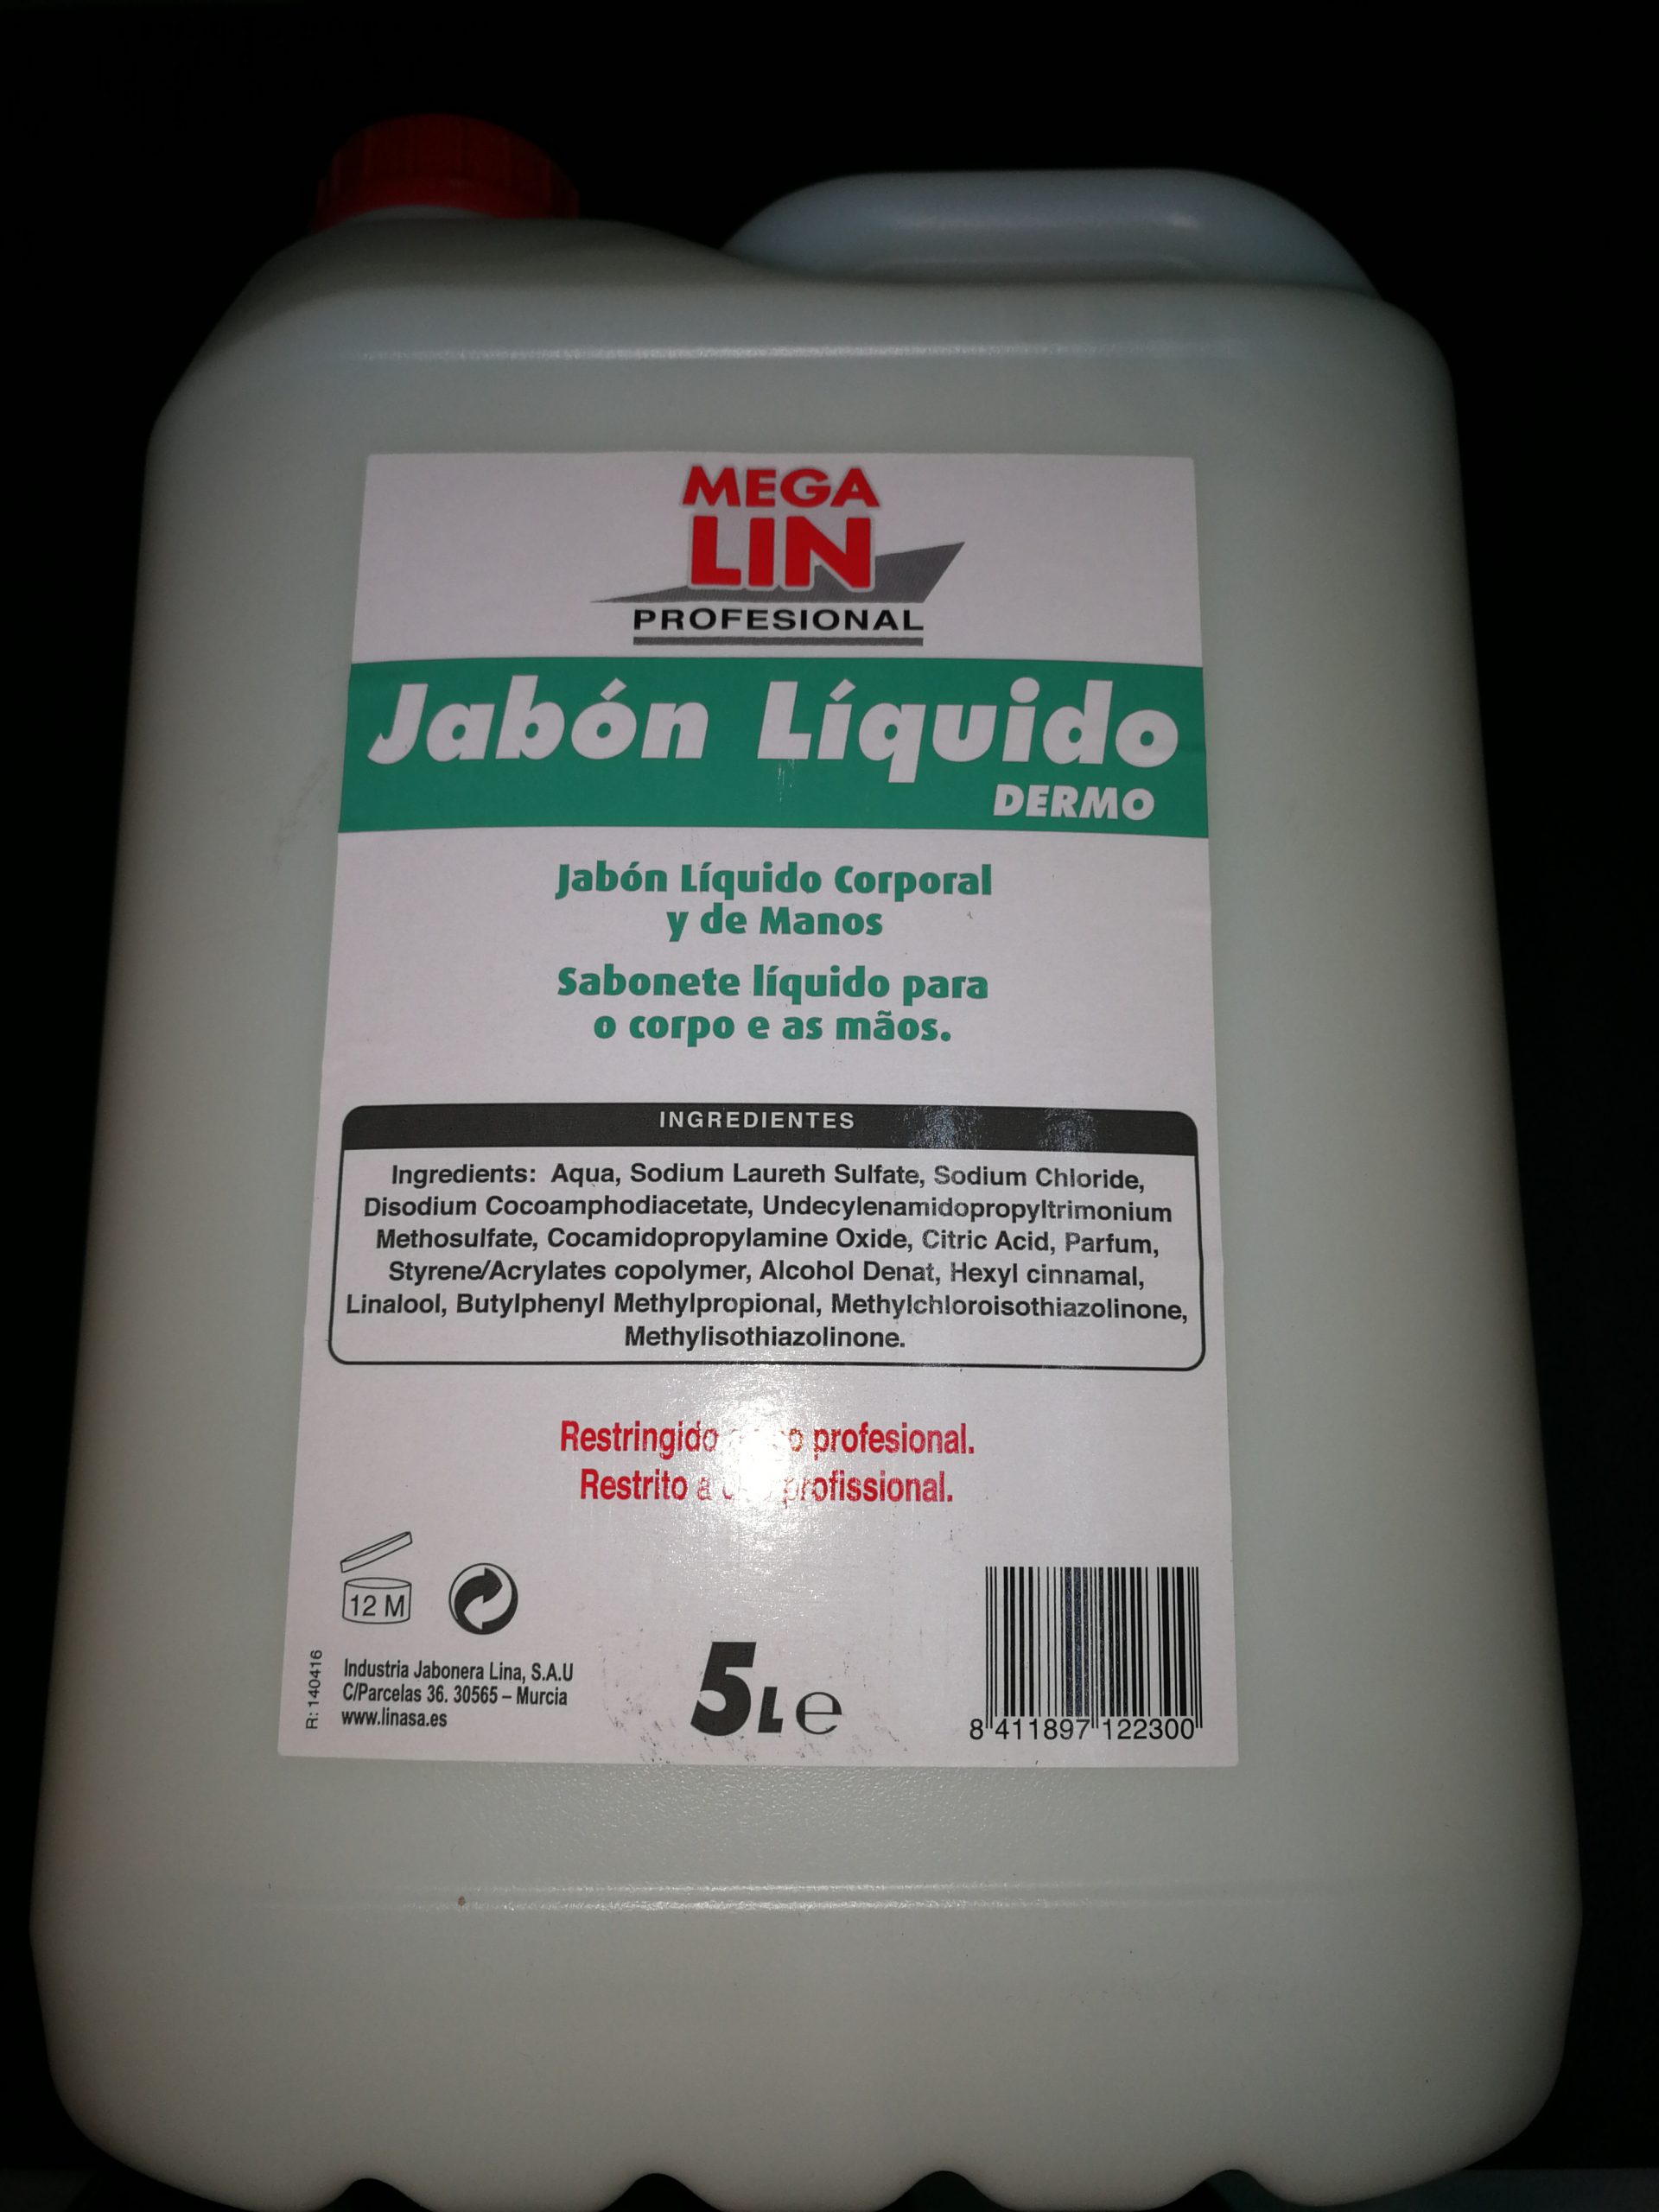 MEGA
LIN
PROFESIONAL
Jabón Líquido
DERMO
Jabón Líquido Corporal
y de Manos
Sabonete líquido para
o corpo e as mãos.
INGREDIENTES
Ingredients: Aqua, Sodium Laureth Sulfate, Sodium Chloride,
Disodium Cocoamphodiacetate, Undecylenamidopropyltrimonium
Methosulfate, Cocamidopropylamine Oxide, Citric Acid, Parfum,
Styrene/Acrylates copolymer, Alcohol Denat, Hexyl cinnamal,
Linalool, Butylphenyl Methylpropional, Methylchloroisothiazolinone,
Methylisothiazolinone.
Restringido profesional.
Restrito a profissional.
12 M
R: 140416
Industria Jabonera Lina, S.A.U
C/Parcelas 36. 30565 – Murcia
www.linasa.es
5L e
8 411897 122300